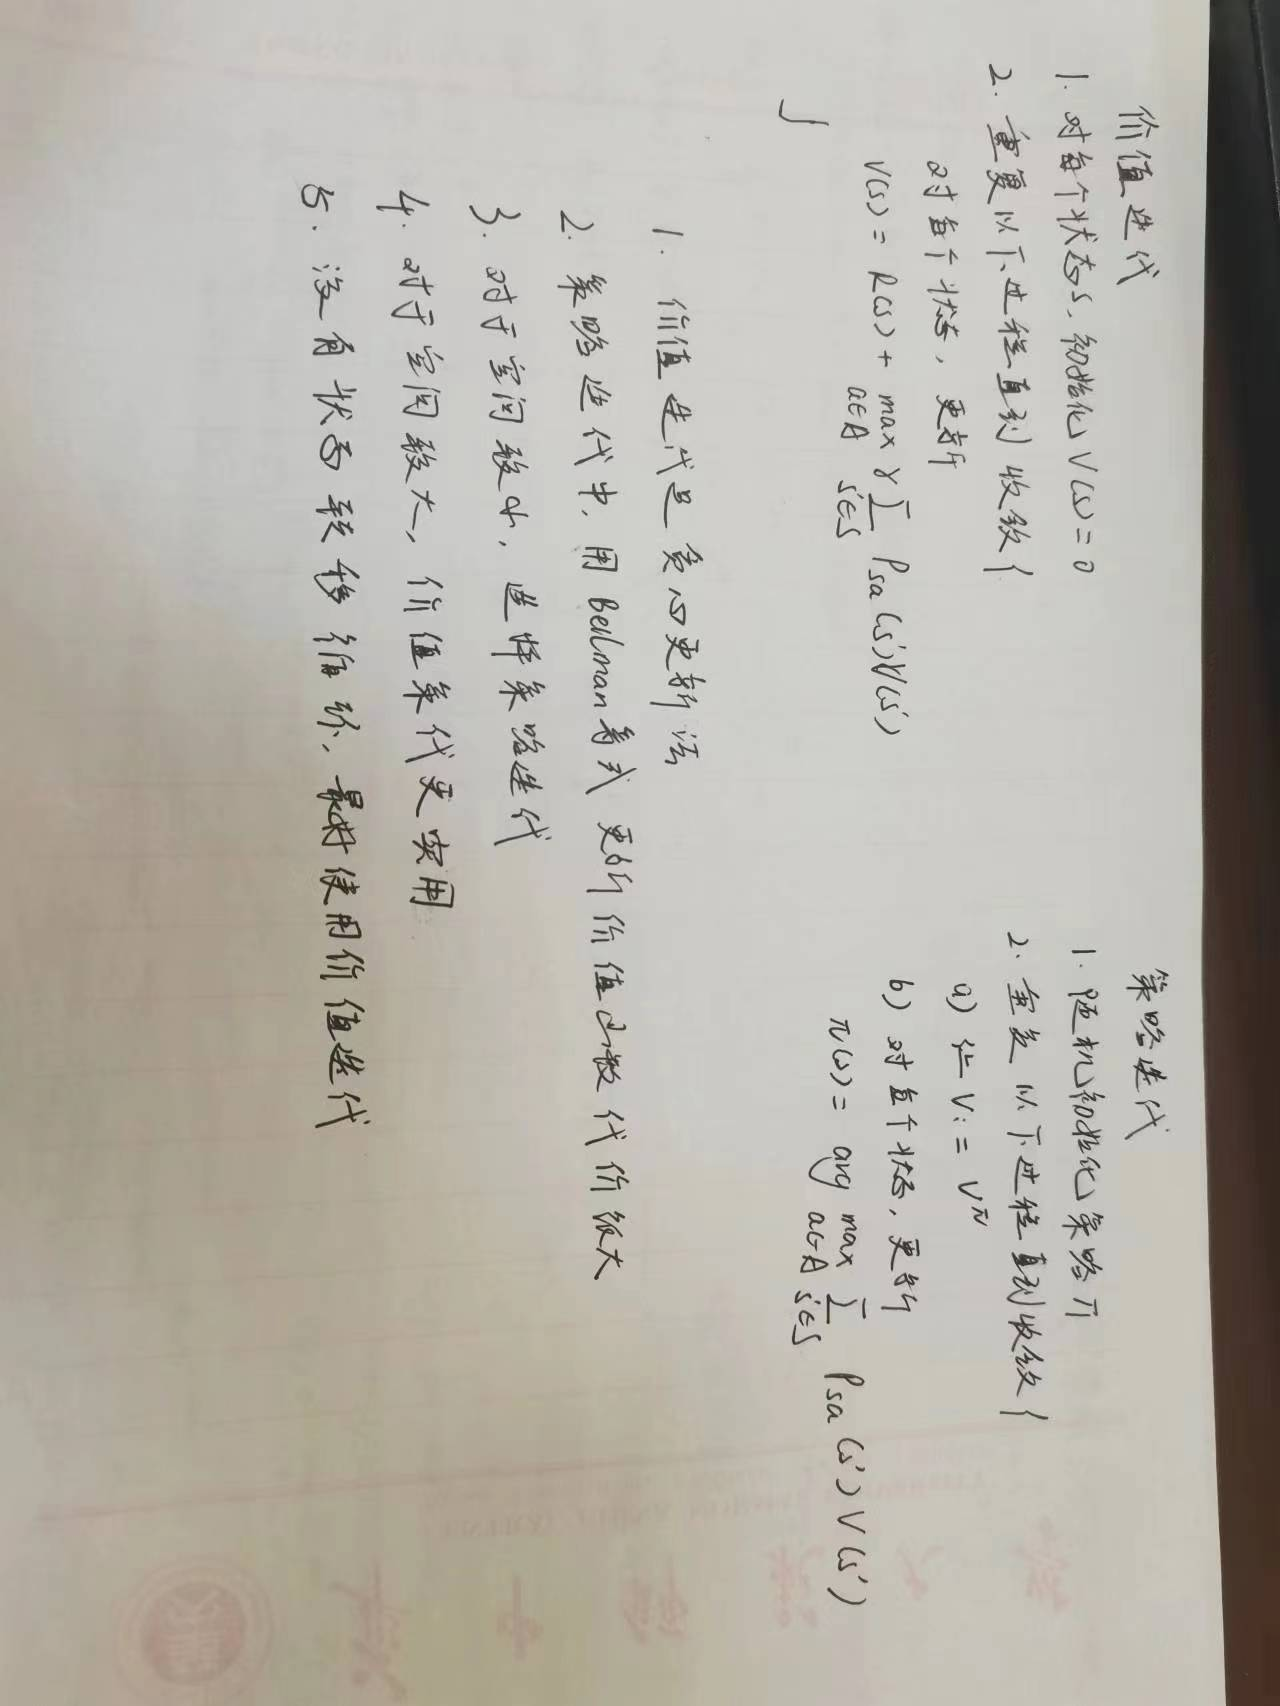 价值迭代
1. 对每个状态s，初始化V(s)=0
2. 重复以下过程直到收敛{
对每个状态，更新
V(s) = R(s) + max γ∑ Psa(s')V(s')
a∈A s'∈S
}
策略迭代
1. 随机初始化策略π
2. 重复以下过程直到收敛{
a) 让V:=Vπ
b) 对每个状态，更新
π(s) = arg max ∑ Psa(s')V(s')
a∈A s'∈S
1. 价值迭代是贪心更新法
2. 策略迭代中，用Bellman等式更新价值函数代价很大
3. 对于空间较小，选择策略迭代
4. 对于空间较大，价值迭代更实用
5. 没有状态转移循环，最好使用价值迭代